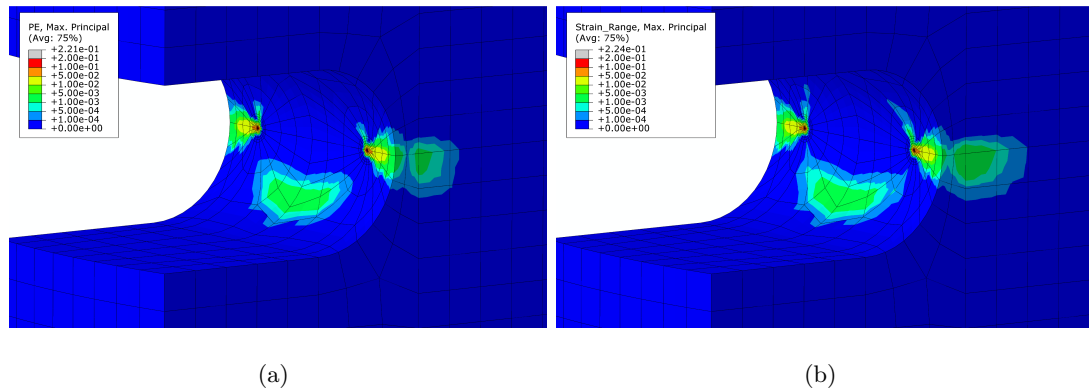 PE, Max. Principal
(Avg: 75%)
+2.21e-01
+2.00e-01
+1.00e-01
+5.00e-02
+1.00e-02
+5.00e-03
+1.00e-03
+5.00e-04
+1.00e-04
+0.00e+00
Strain_Range, Max. Principal
(Avg: 75%)
+2.24e-01
+2.00e-01
+1.00e-01
+5.00e-02
+1.00e-02
+5.00e-03
+1.00e-03
+5.00e-04
+1.00e-04
+0.00e+00
(a)
(b)